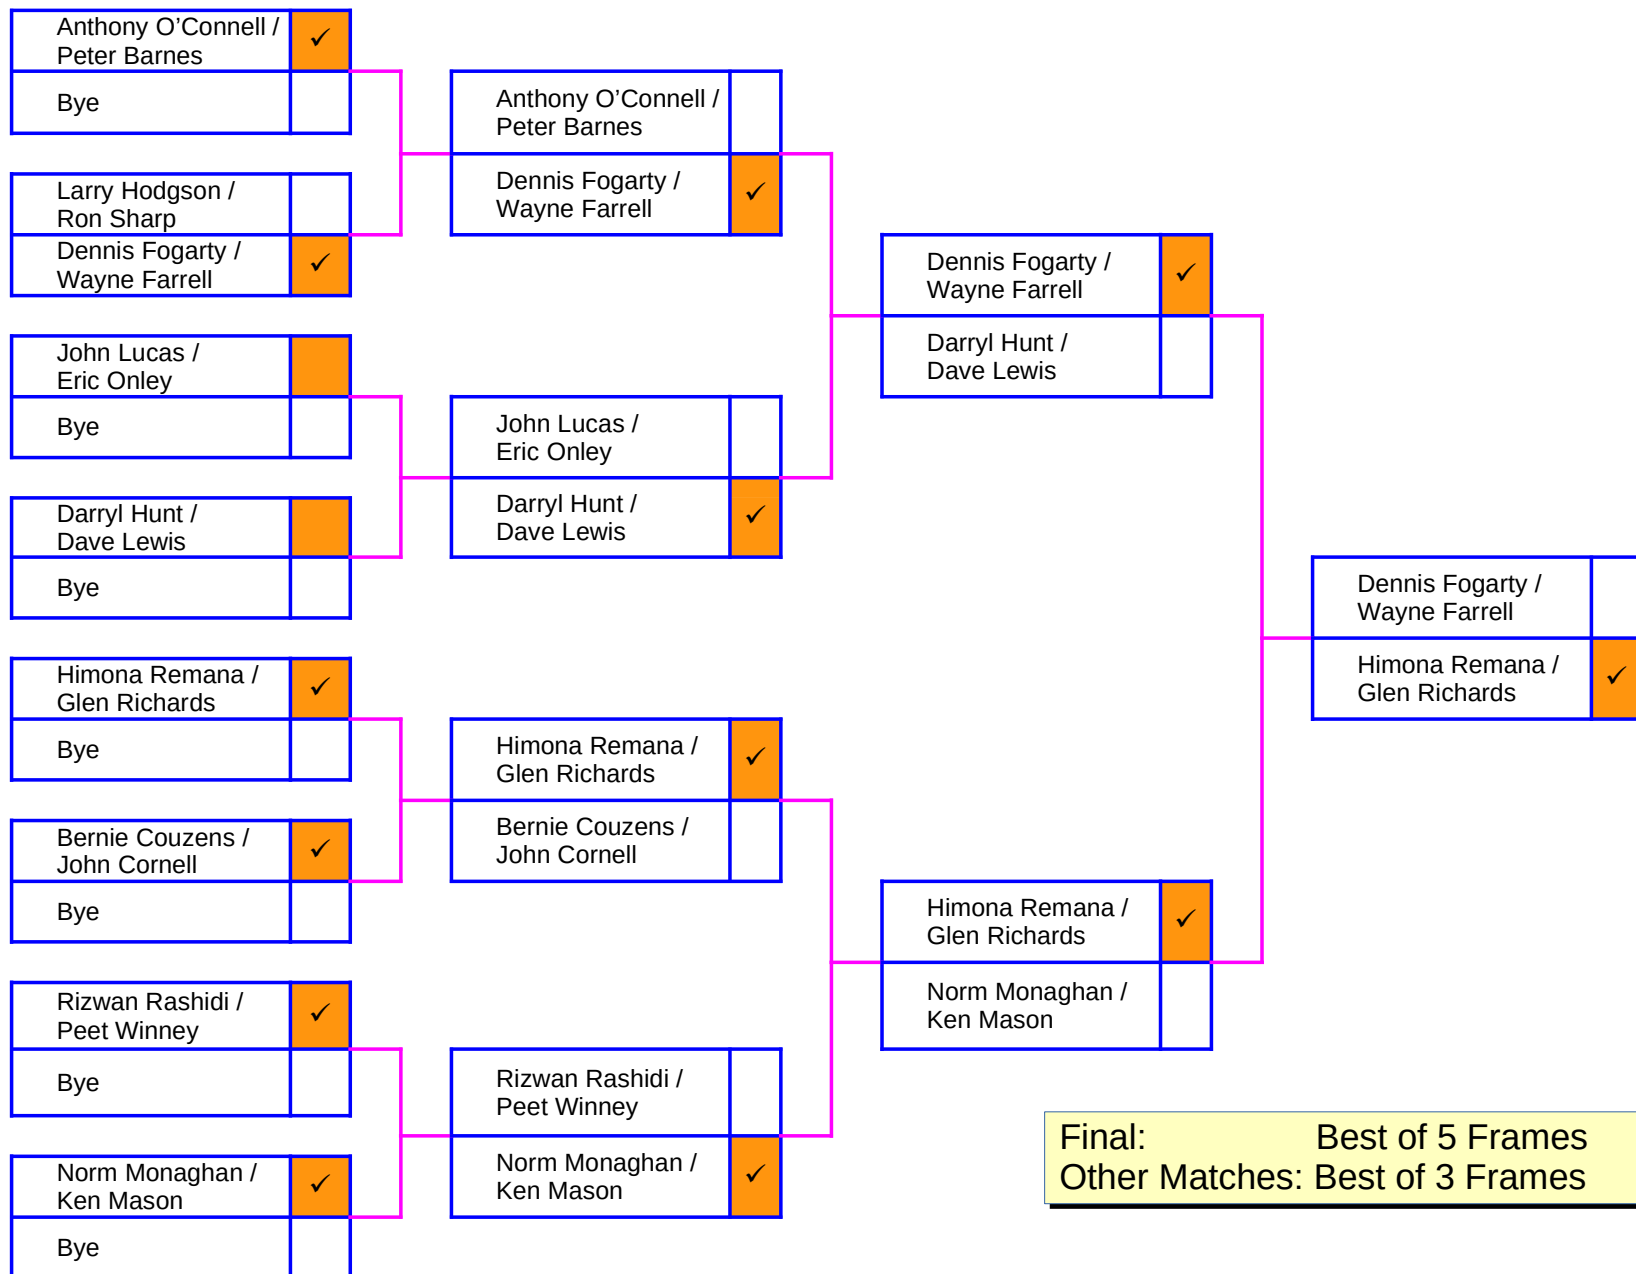 Anthony O’Connell /
Peter Barnes
✓
Bye
Larry Hodgson /
Ron Sharp
Dennis Fogarty /
Wayne Farrell
✓
John Lucas /
Eric Onley
Bye
Darryl Hunt /
Dave Lewis
Bye
Himona Remana /
Glen Richards
✓
Bye
Bernie Couzens /
John Cornell
✓
Bye
Rizwan Rashidi /
Peet Winney
✓
Bye
Norm Monaghan /
Ken Mason
✓
Bye
Anthony O’Connell /
Peter Barnes
Dennis Fogarty /
Wayne Farrell
✓
John Lucas /
Eric Onley
Darryl Hunt /
Dave Lewis
✓
Himona Remana /
Glen Richards
✓
Bernie Couzens /
John Cornell
Rizwan Rashidi /
Peet Winney
Norm Monaghan /
Ken Mason
✓
Dennis Fogarty /
Wayne Farrell
✓
Darryl Hunt /
Dave Lewis
Himona Remana /
Glen Richards
✓
Norm Monaghan /
Ken Mason
Dennis Fogarty /
Wayne Farrell
Himona Remana /
Glen Richards
✓
Final: Best of 5 Frames
Other Matches: Best of 3 Frames